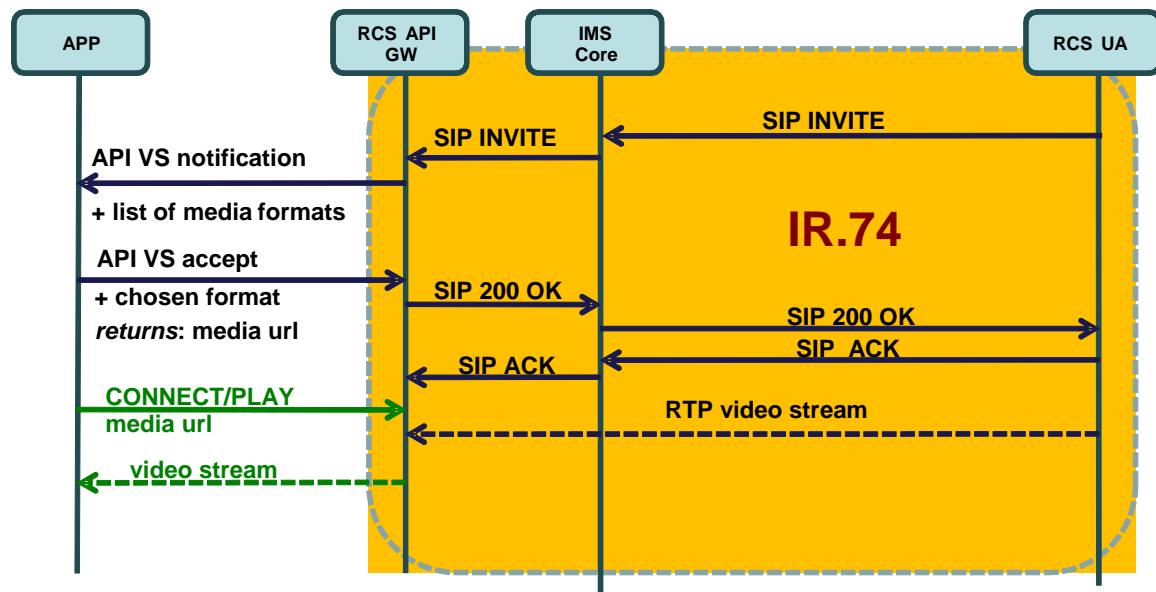 APP
RCS API
GW
IMS
Core
RCS UA
SIP INVITE
SIP INVITE
API VS notification
+ list of media formats
IR.74
API VS accept
+ chosen format
returns: media url
SIP 200 OK
SIP 200 OK
SIP ACK
SIP ACK
CONNECT/PLAY
media url
RTP video stream
video stream